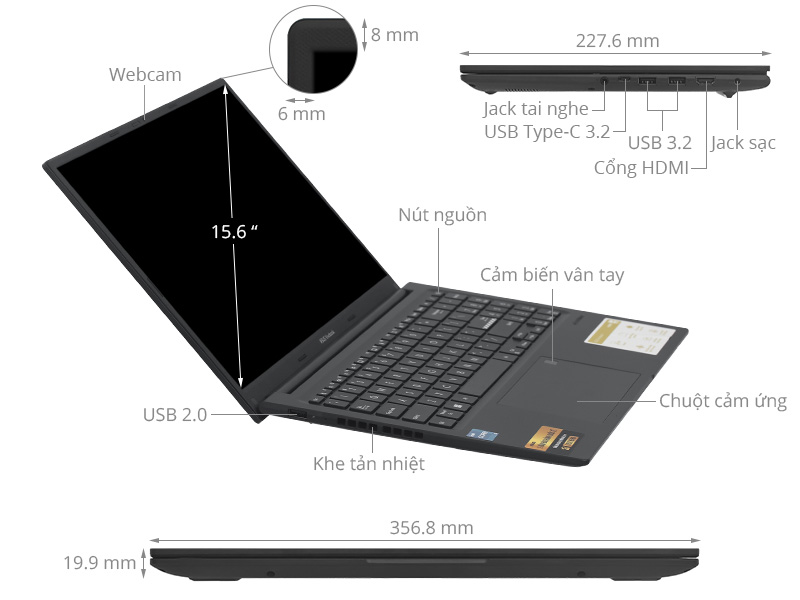 8 mm
227.6 mm
Webcam
6 mm
Jack tai nghe
USB Type-C 3.2
USB 3.2
Jack sạc
Cổng HDMI
15.6 “
Nút nguồn
Cảm biến vân tay
USB 2.0
Chuột cảm ứng
Khe tản nhiệt
356.8 mm
19.9 mm